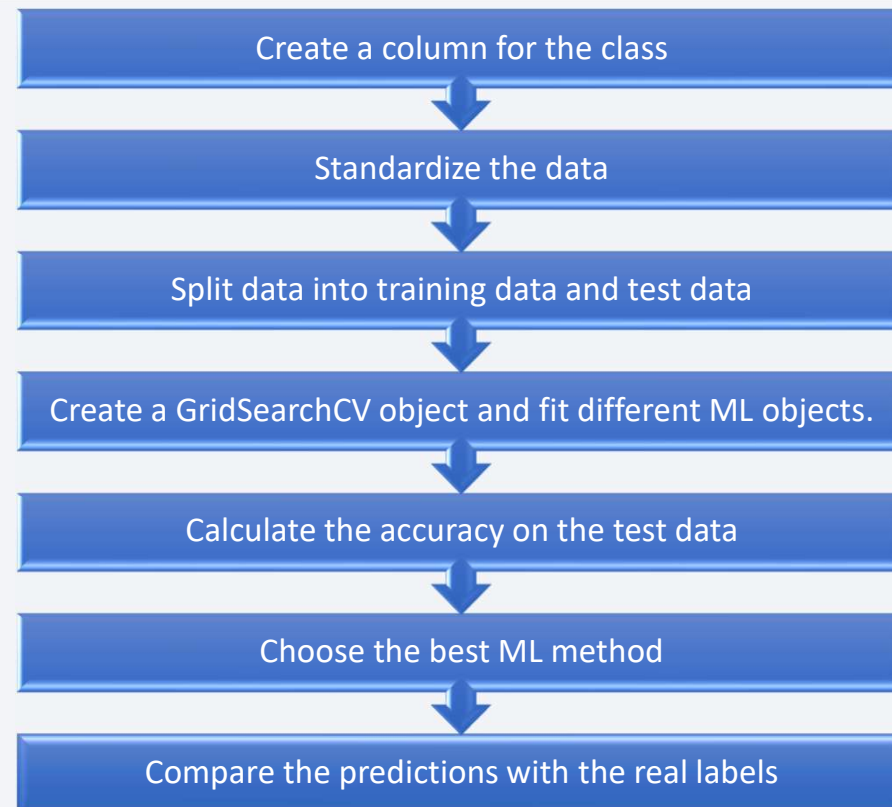 Create a column for the class
Standardize the data
Split data into training data and test data
Create a GridSearchCV object and fit different ML objects.
Calculate the accuracy on the test data
Choose the best ML method
Compare the predictions with the real labels